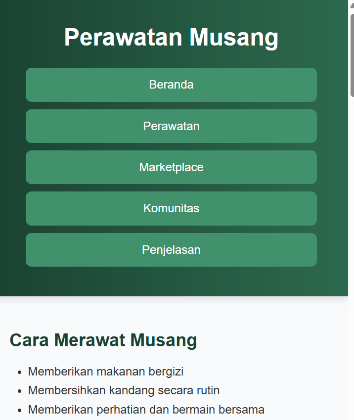 Perawatan Musang
Beranda
Perawatan
Marketplace
Komunitas
Penjelasan
Cara Merawat Musang
• Memberikan makanan bergizi
• Membersihkan kandang secara rutin
• Memberikan perhatian dan bermain bersama